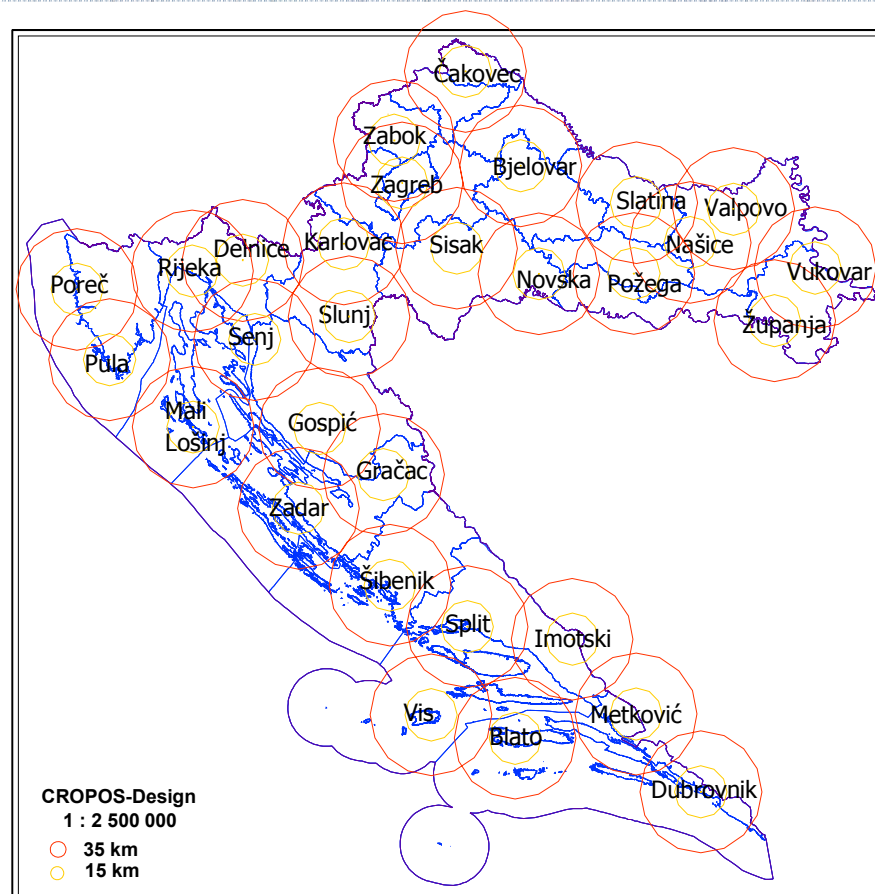 Čakovec
Zabok
Bjelovar
Zagreb
Slatina
Valpovo
Delnice
Karlovac
Sisak
Našice
Rijeka
Vukovar
Poreč
Novska
Požega
Slunj
Županja
Senj
Pula
Mali
Lošinj
Gospić
Gračac
Zadar
Šibenik
Split
Imotski
Vis
Metković
Blato
Dubrovnik
CROPOS-Design
1 : 2 500 000
35 km
15 km